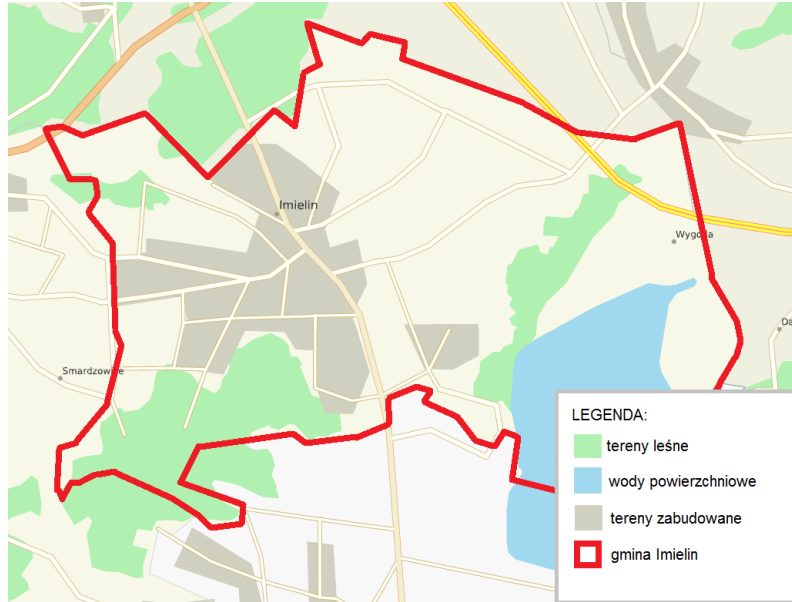 Imielin
Wygoda
Smardzowice
LEGENDA:
tereny leśne
wody powierzchniowe
tereny zabudowane
gmina Imielin